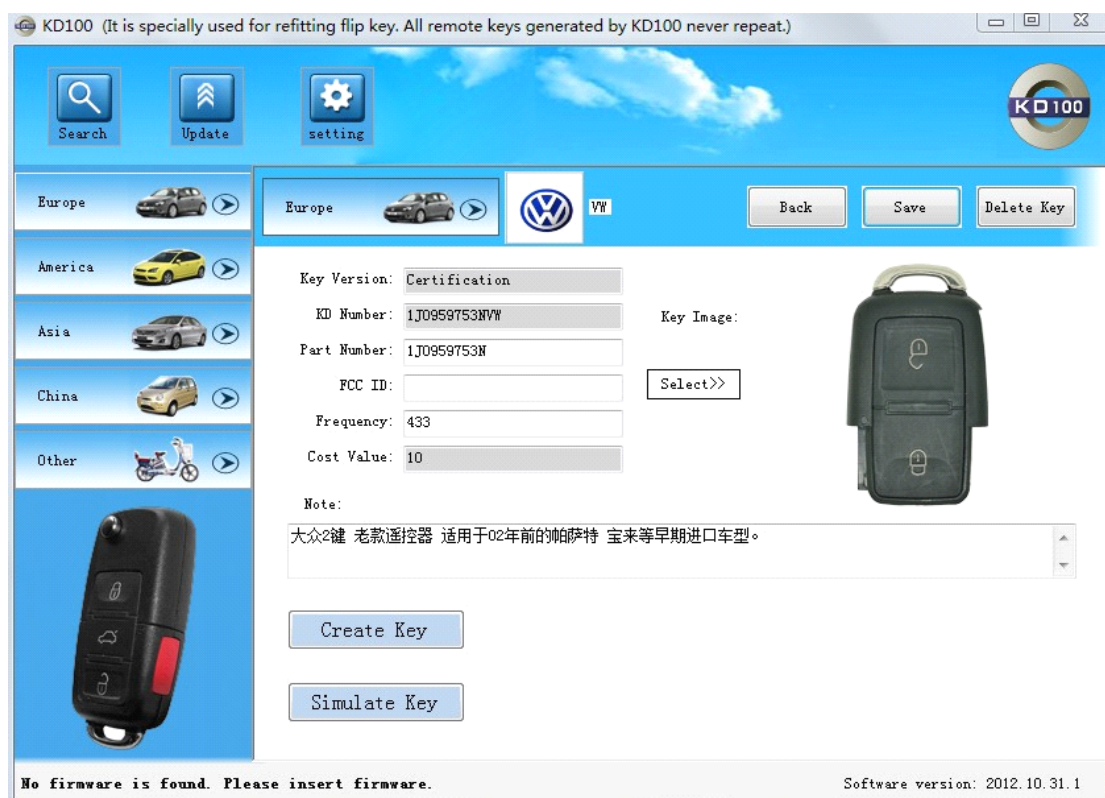 KD100 (It is specially used for refitting flip key. All remote keys generated by KD100 never repeat.)
Search
Update
setting
KD100
Europe
America
Asia
China
Other
Europe
VW
Back
Save
Delete Key
Key Version: Certification
KD Number: 1J0959753NVW
Part Number: 1J0959753N
FCC ID:
Frequency: 433
Cost Value: 10
Key Image:
Select>>
Note:
大众2键 老款遥控器 适用于02年前的帕萨特 宝来等早期进口车型。
Create Key
Simulate Key
No firmware is found. Please insert firmware.
Software version: 2012.10.31.1